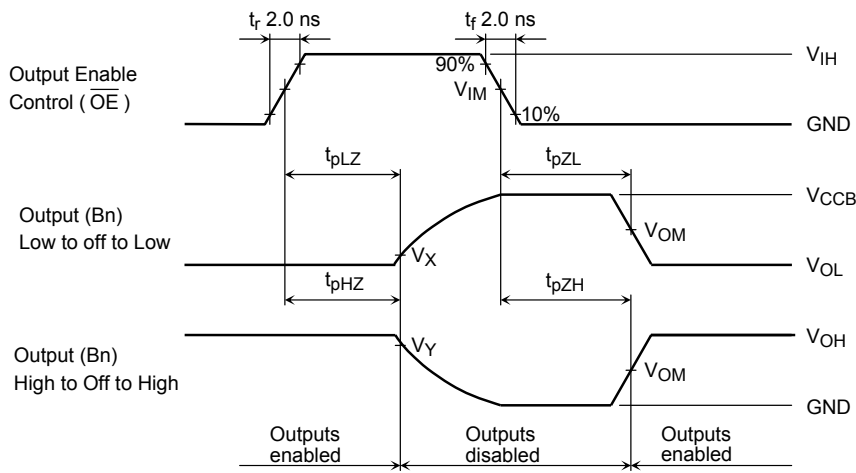 tr 2.0 ns
tf 2.0 ns
Output Enable
Control ( OE )
90%
VIM
10%
VIH
GND
tpLZ
tpZL
Output (Bn)
Low to off to Low
VX
VCCB
VOM
VOL
tpHZ
tpZH
Output (Bn)
High to Off to High
VY
VOH
VOM
GND
Outputs
enabled
Outputs
disabled
Outputs
enabled